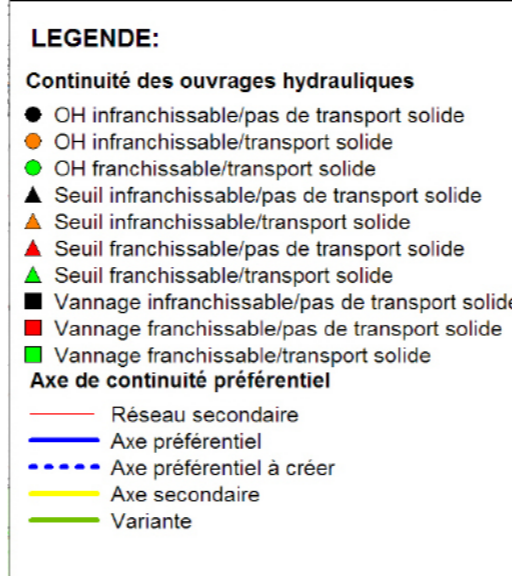 LEGENDE:
Continuité des ouvrages hydrauliques
OH infranchissable/pas de transport solide
OH infranchissable/transport solide
OH franchissable/transport solide
Seuil infranchissable/pas de transport solide
Seuil infranchissable/transport solide
Seuil franchissable/pas de transport solide
Seuil franchissable/transport solide
Vannage infranchissable/pas de transport solide
Vannage franchissable/pas de transport solide
Vannage franchissable/transport solide
Axe de continuité préférentiel
Réseau secondaire
Axe préférentiel
Axe préférentiel à créer
Axe secondaire
Variante